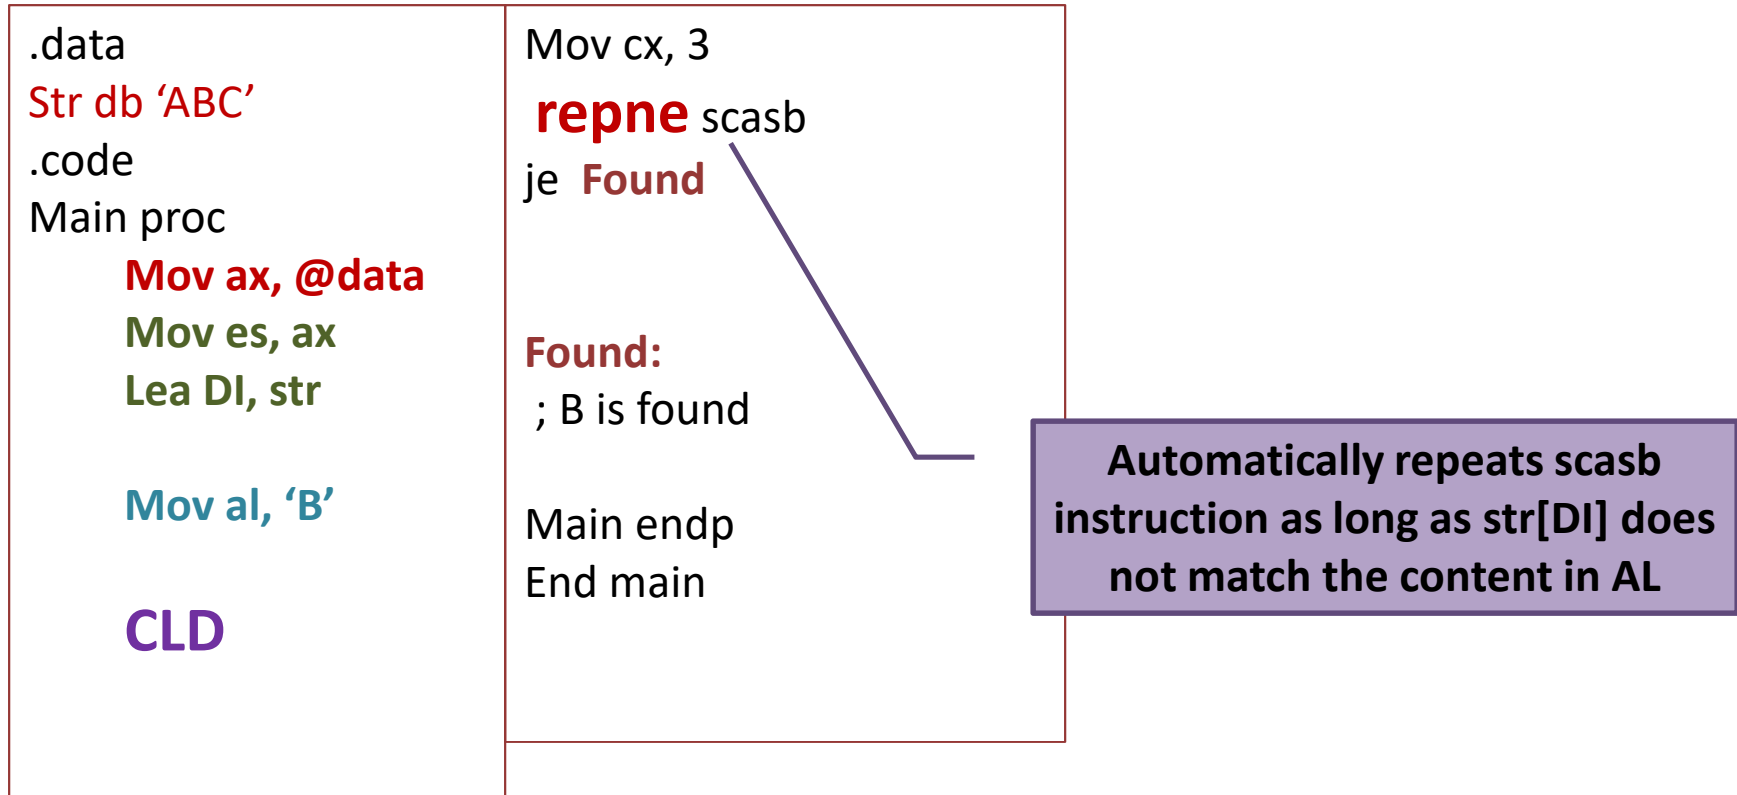 .data
Str db ‘ABC’
.code
Main proc
Mov ax, @data
Mov es, ax
Lea DI, str
Mov al, ‘B’
CLD
Mov cx, 3
repne scasb
je Found
Found:
; B is found
Main endp
End main
Automatically repeats scasb
instruction as long as str[DI] does
not match the content in AL